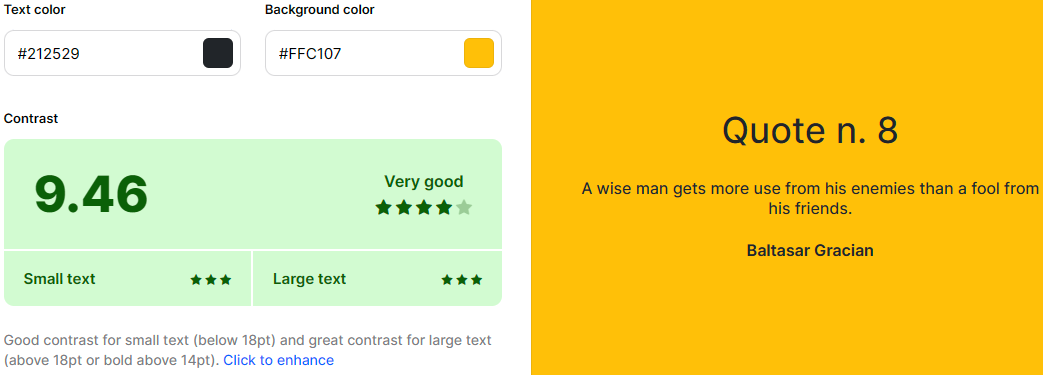 Text color
Background color
#212529
#FFC107
Contrast
9.46
Very good
Small text
Large text
Good contrast for small text (below 18pt) and great contrast for large text
(above 18pt or bold above 14pt). Click to enhance
Quote n. 8
A wise man gets more use from his enemies than a fool from
his friends.
Baltasar Gracian